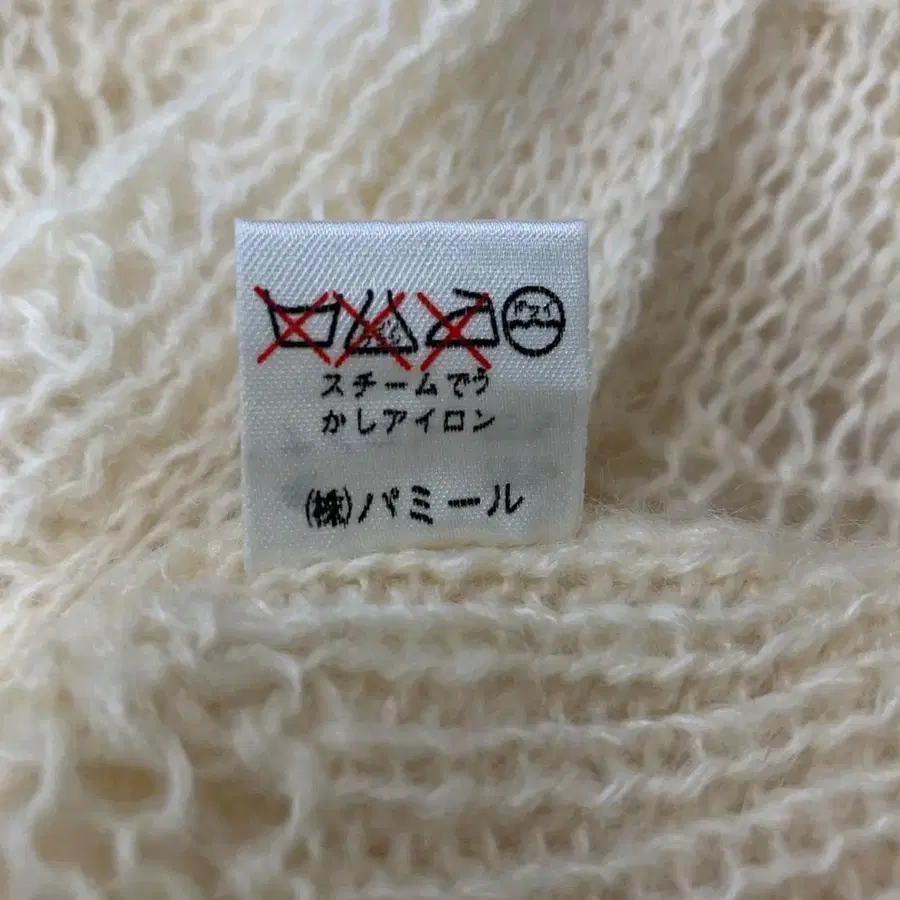 ドライ
スチームでう
かしアイロン
(株)パミール